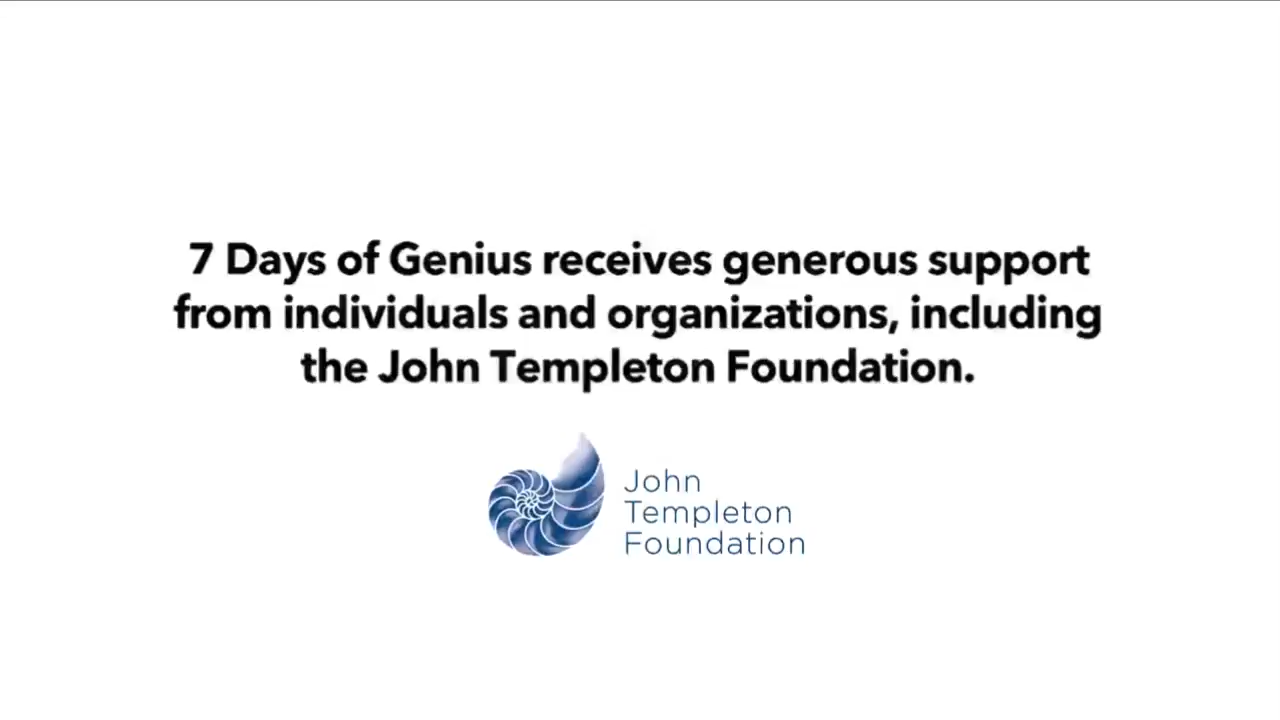 7 Days of Genius receives generous support
from individuals and organizations, including
the John Templeton Foundation.
John
Templeton
Foundation